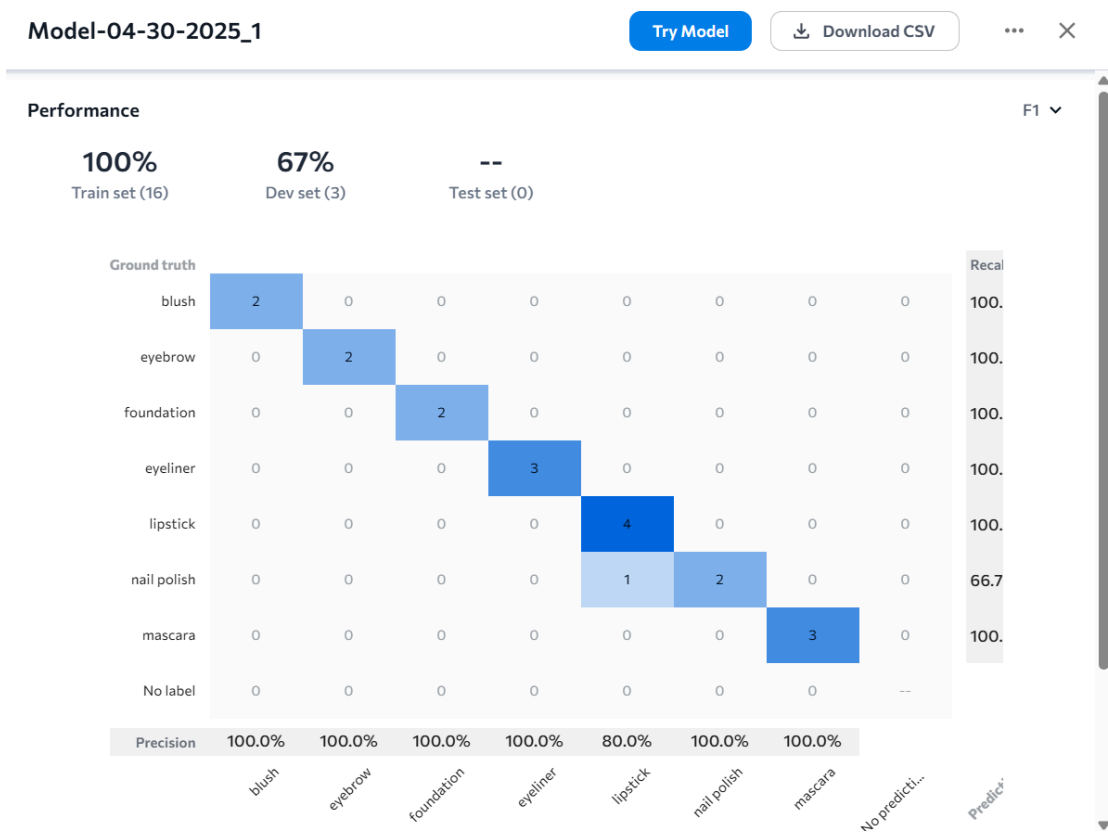 Model-04-30-2025_1 Try Model Download CSV
Performance F1
100% 67% --
Train set (16) Dev set (3) Test set (0)
Ground truth Recal
blush 2 0 0 0 0 0 0 0 100.
eyebrow 0 2 0 0 0 0 0 0 100.
foundation 0 0 2 0 0 0 0 0 100.
eyeliner 0 0 0 3 0 0 0 0 100.
lipstick 0 0 0 0 4 0 0 0 100.
nail polish 0 0 0 0 1 2 0 0 66.7
mascara 0 0 0 0 0 0 3 0 100.
No label 0 0 0 0 0 0 0 --
Precision 100.0% 100.0% 100.0% 100.0% 80.0% 100.0% 100.0%
blush eyebrow foundation eyeliner lipstick nail polish mascara No predicti... Predict